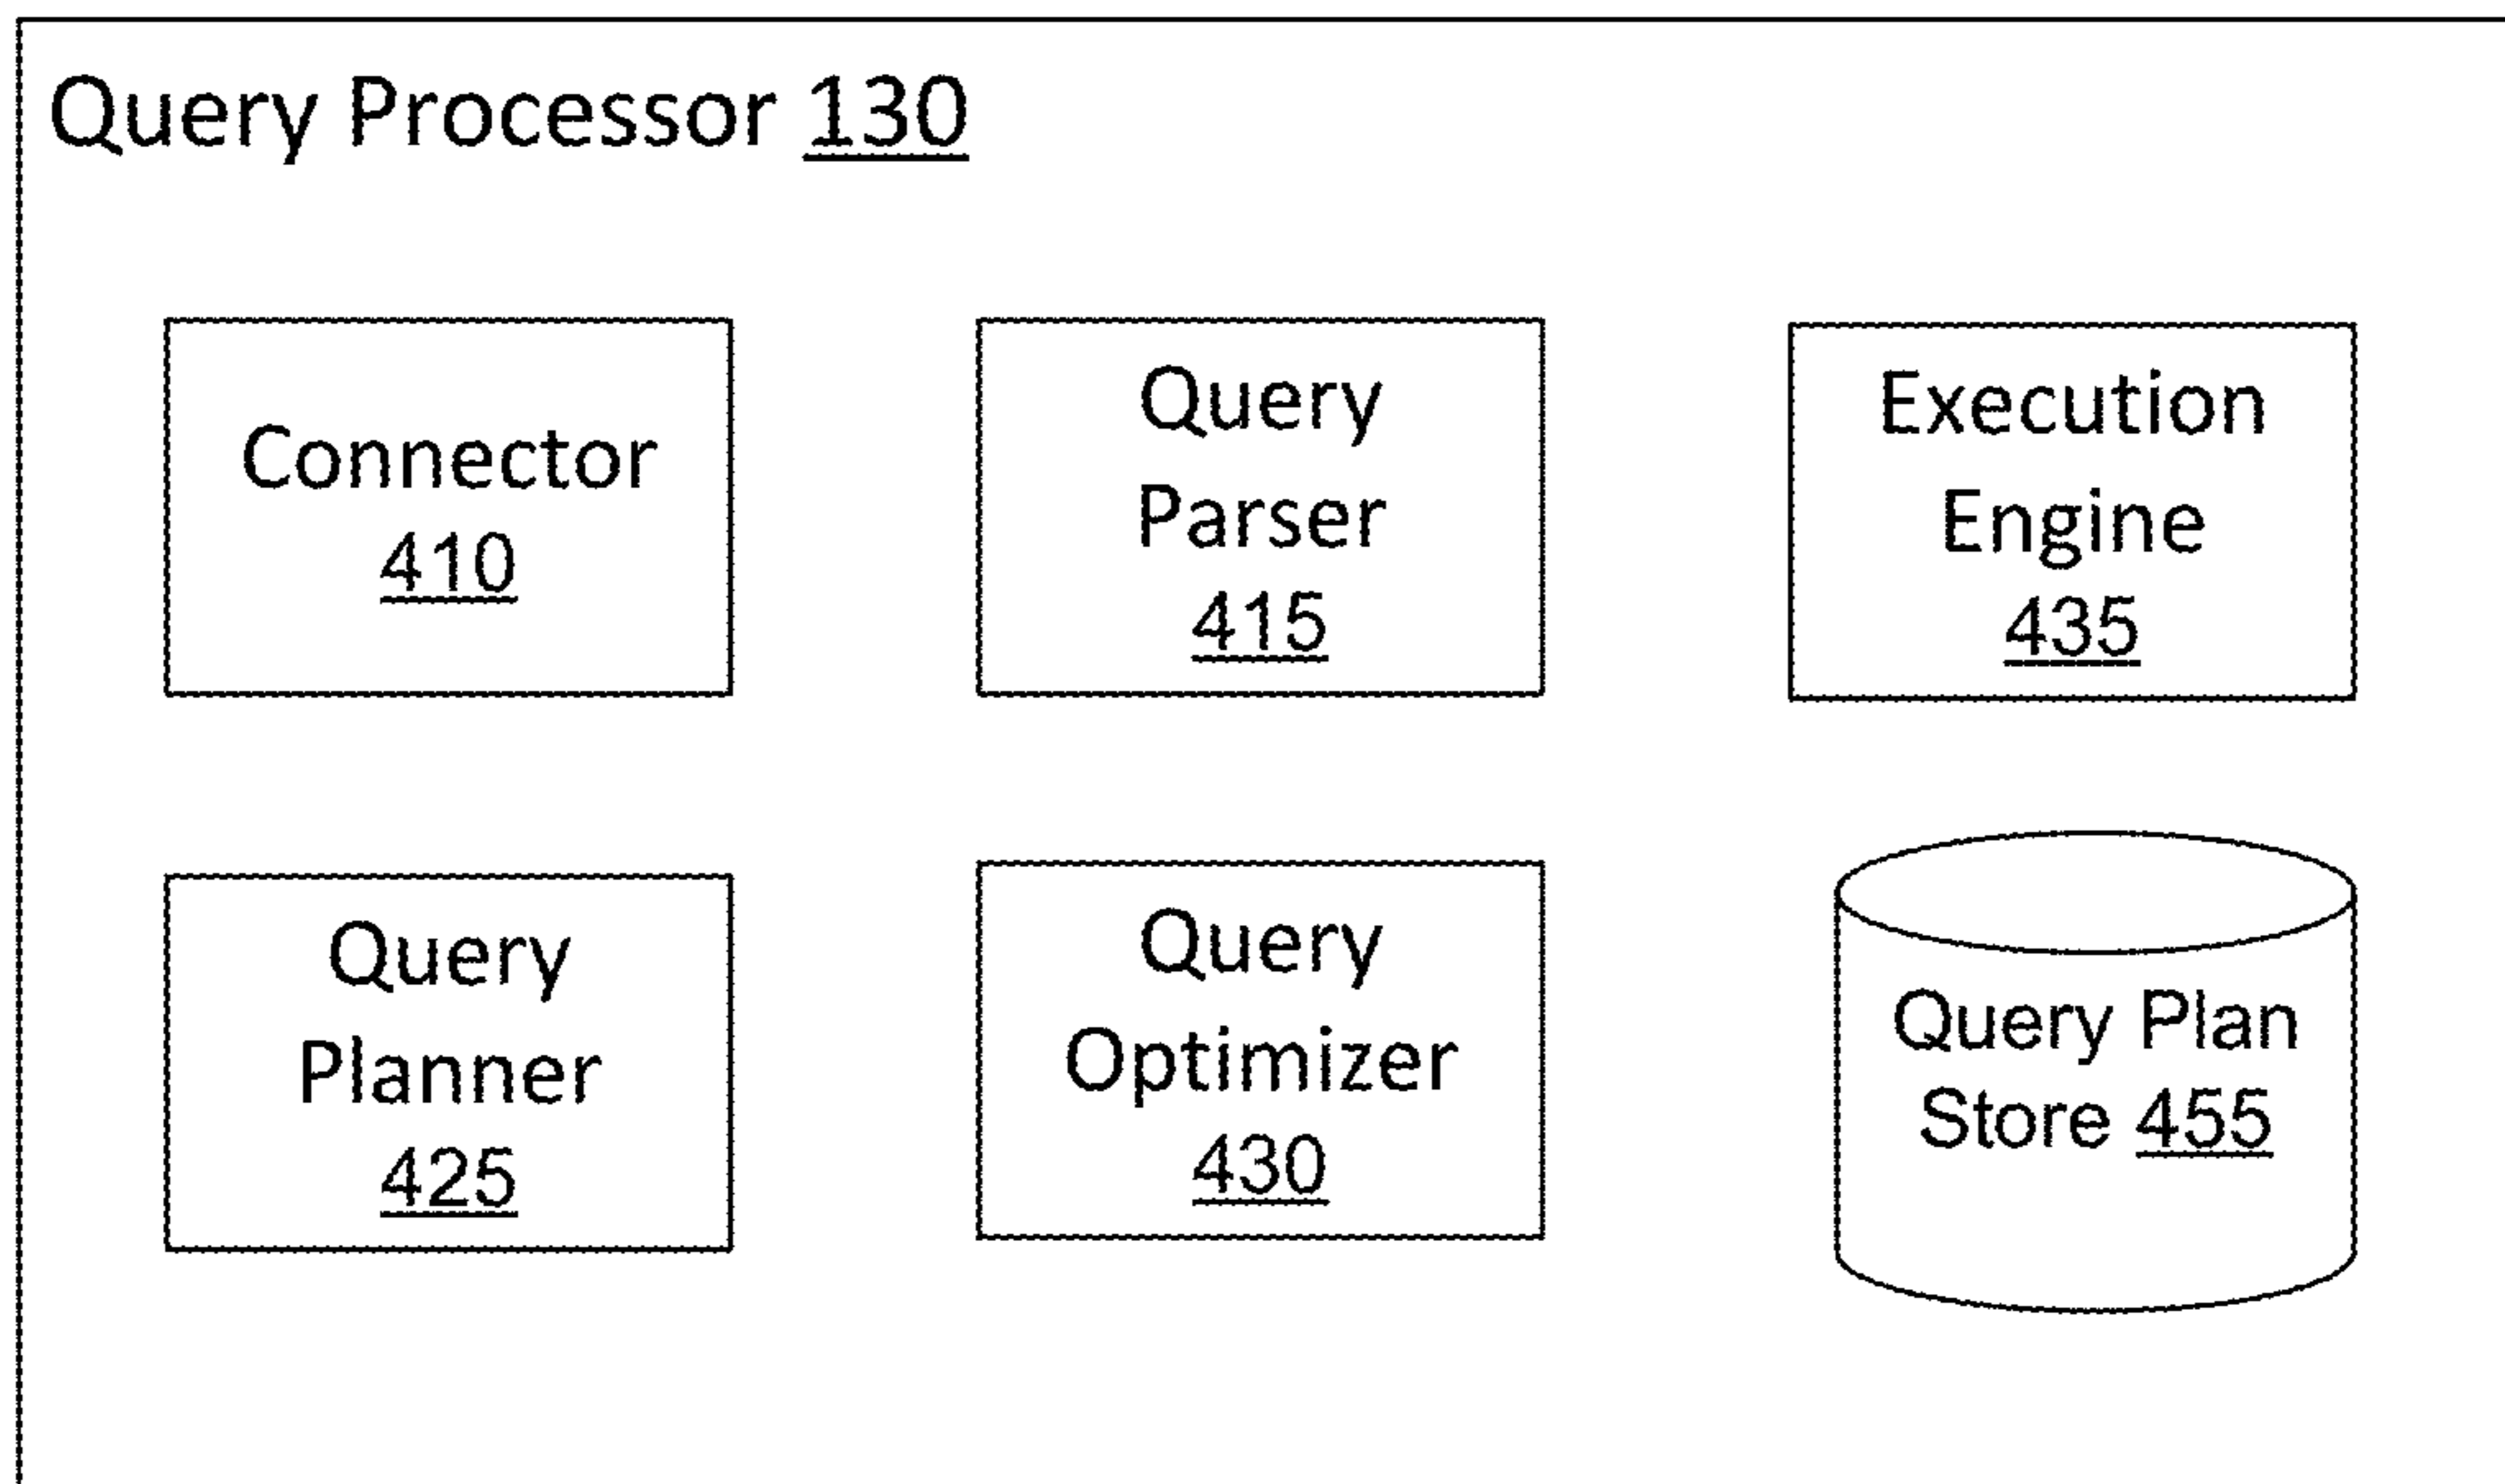 Query Processor 130
Connector
410
Query
Parser
415
Execution
Engine
435
Query
Planner
425
Query
Optimizer
430
Query Plan
Store 455